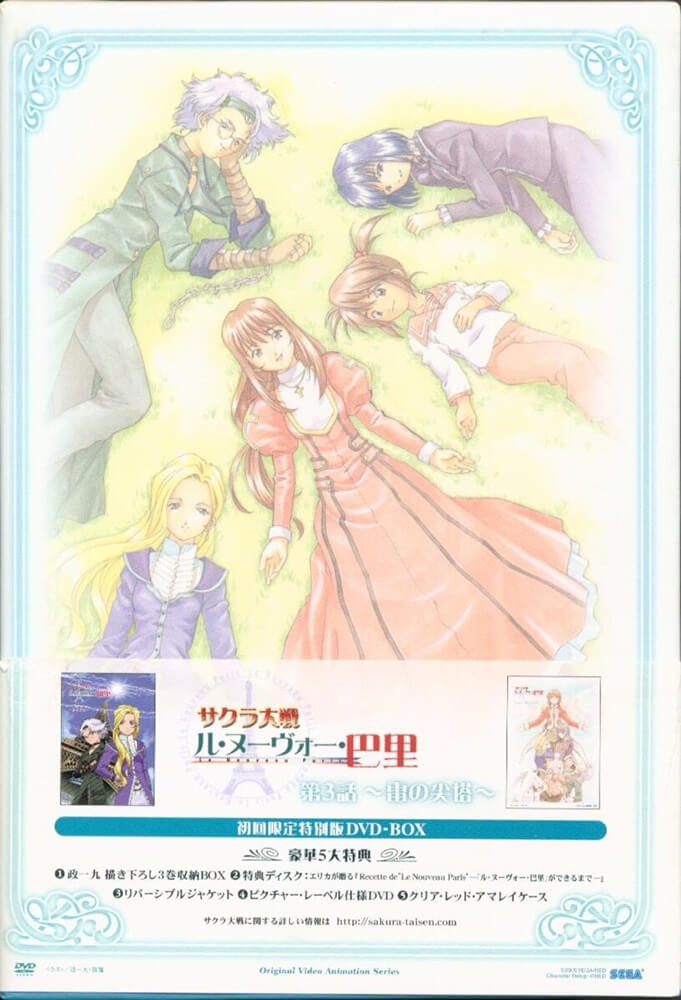 サクラ大戦
ル・ヌーヴォー・巴里
Le Nouveau Paris
第3話 ～宙の尖塔～
初回限定特別版DVD-BOX
豪華5大特典
❶政一九 描き下ろし3巻収納BOX ❷特典ディスク：エリカが贈る『Recette de"Le Nouveau Paris"―『ル・ヌーヴォー・巴里』ができるまで―』
❸リバーシブルジャケット ❹ピクチャー・レーベル仕様DVD ❺クリア・レッド・アマレイケース
サクラ大戦に関する詳しい情報は http://sakura-taisen.com
DVD
Original Video Animation Series
SEGA